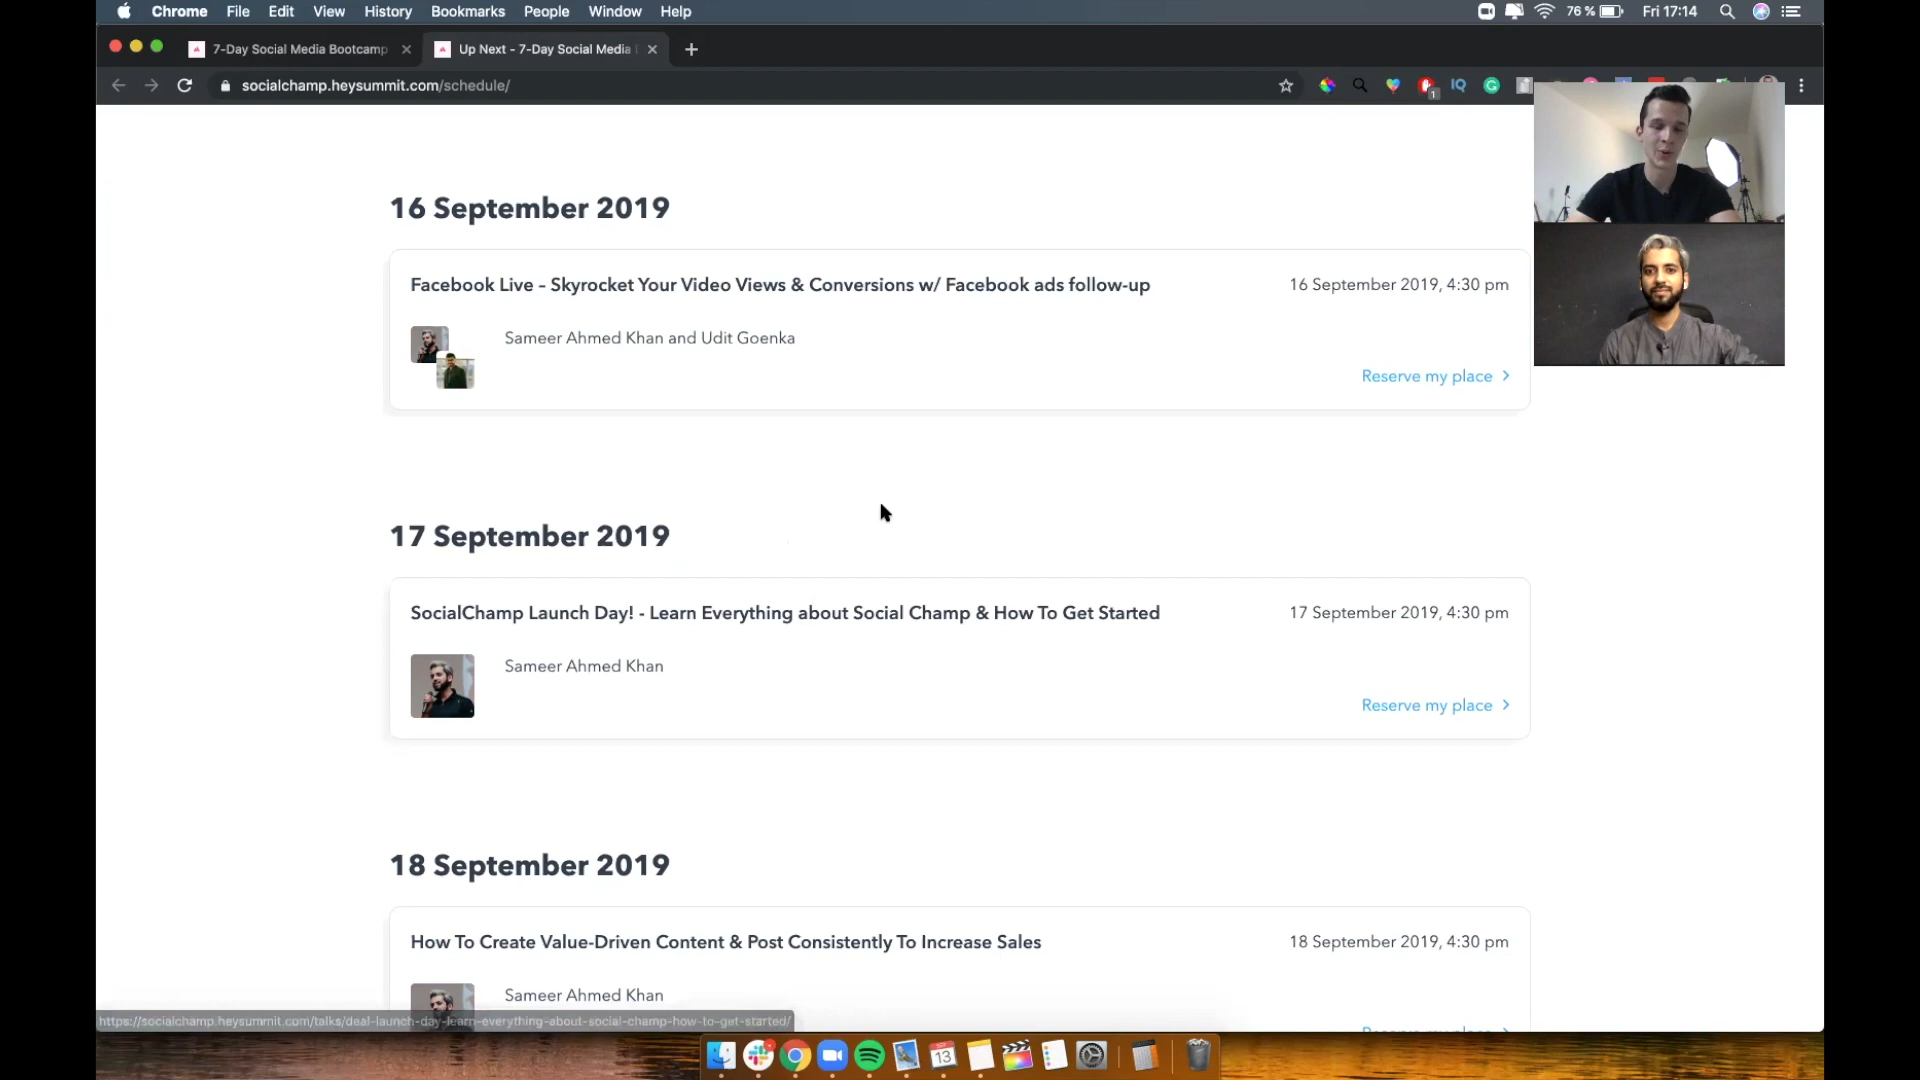 Chrome File Edit View History Bookmarks People Window Help 76 % Fri 17:14
7-Day Social Media Bootcamp Up Next - 7-Day Social Media
socialchamp.heysummit.com/schedule/
1
16 September 2019
Facebook Live – Skyrocket Your Video Views & Conversions w/ Facebook ads follow-up 16 September 2019, 4:30 pm
Sameer Ahmed Khan and Udit Goenka
Reserve my place
17 September 2019
SocialChamp Launch Day! - Learn Everything about Social Champ & How To Get Started 17 September 2019, 4:30 pm
Sameer Ahmed Khan
Reserve my place
18 September 2019
How To Create Value-Driven Content & Post Consistently To Increase Sales 18 September 2019, 4:30 pm
Sameer Ahmed Khan
Reserve my place
https://socialchamp.heysummit.com/talks/deal-launch-day-learn-everything-about-social-champ-how-to-get-started/
13